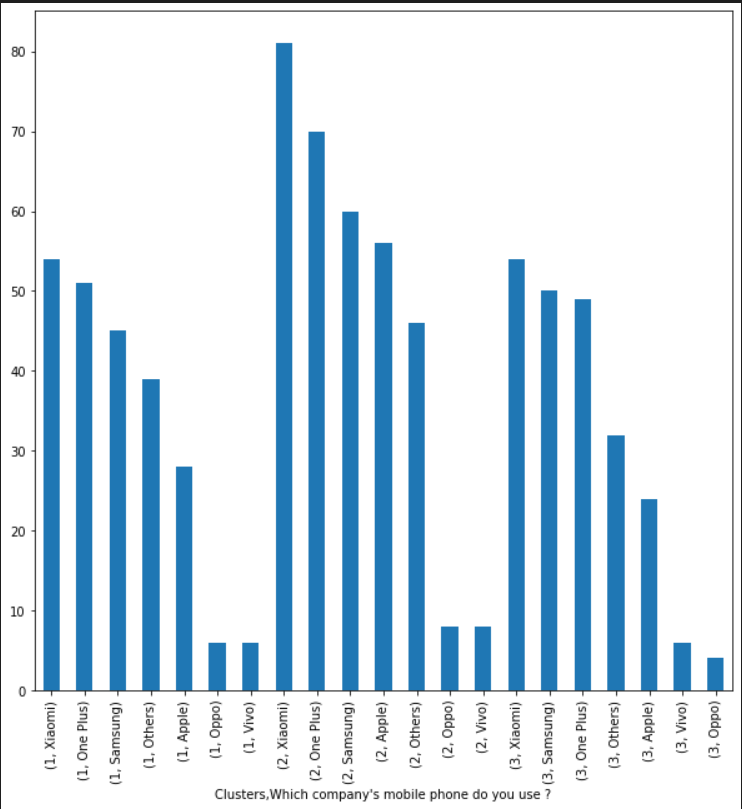 80
70
60
50
40
30
20
10
0
(1, Xiaomi)
(1, One Plus)
(1, Samsung)
(1, Others)
(1, Apple)
(1, Oppo)
(1, Vivo)
(2, Xiaomi)
(2, One Plus)
(2, Samsung)
(2, Apple)
(2, Others)
(2, Oppo)
(2, Vivo)
(3, Xiaomi)
(3, Samsung)
(3, One Plus)
(3, Others)
(3, Apple)
(3, Vivo)
(3, Oppo)
Clusters,Which company's mobile phone do you use ?